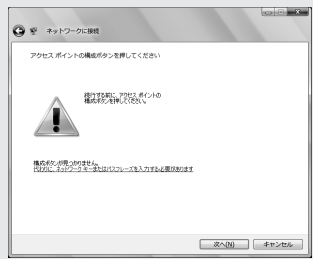 ネットワークに接続
アクセス ポイントの構成ボタンを押してください
続行する前に、アクセス ポイントの
構成ボタンを押してください。
構成ボタンが見つかりません。
代わりに、ネットワーク キーまたはパスフレーズを入力する必要があります
次へ(N)
キャンセル